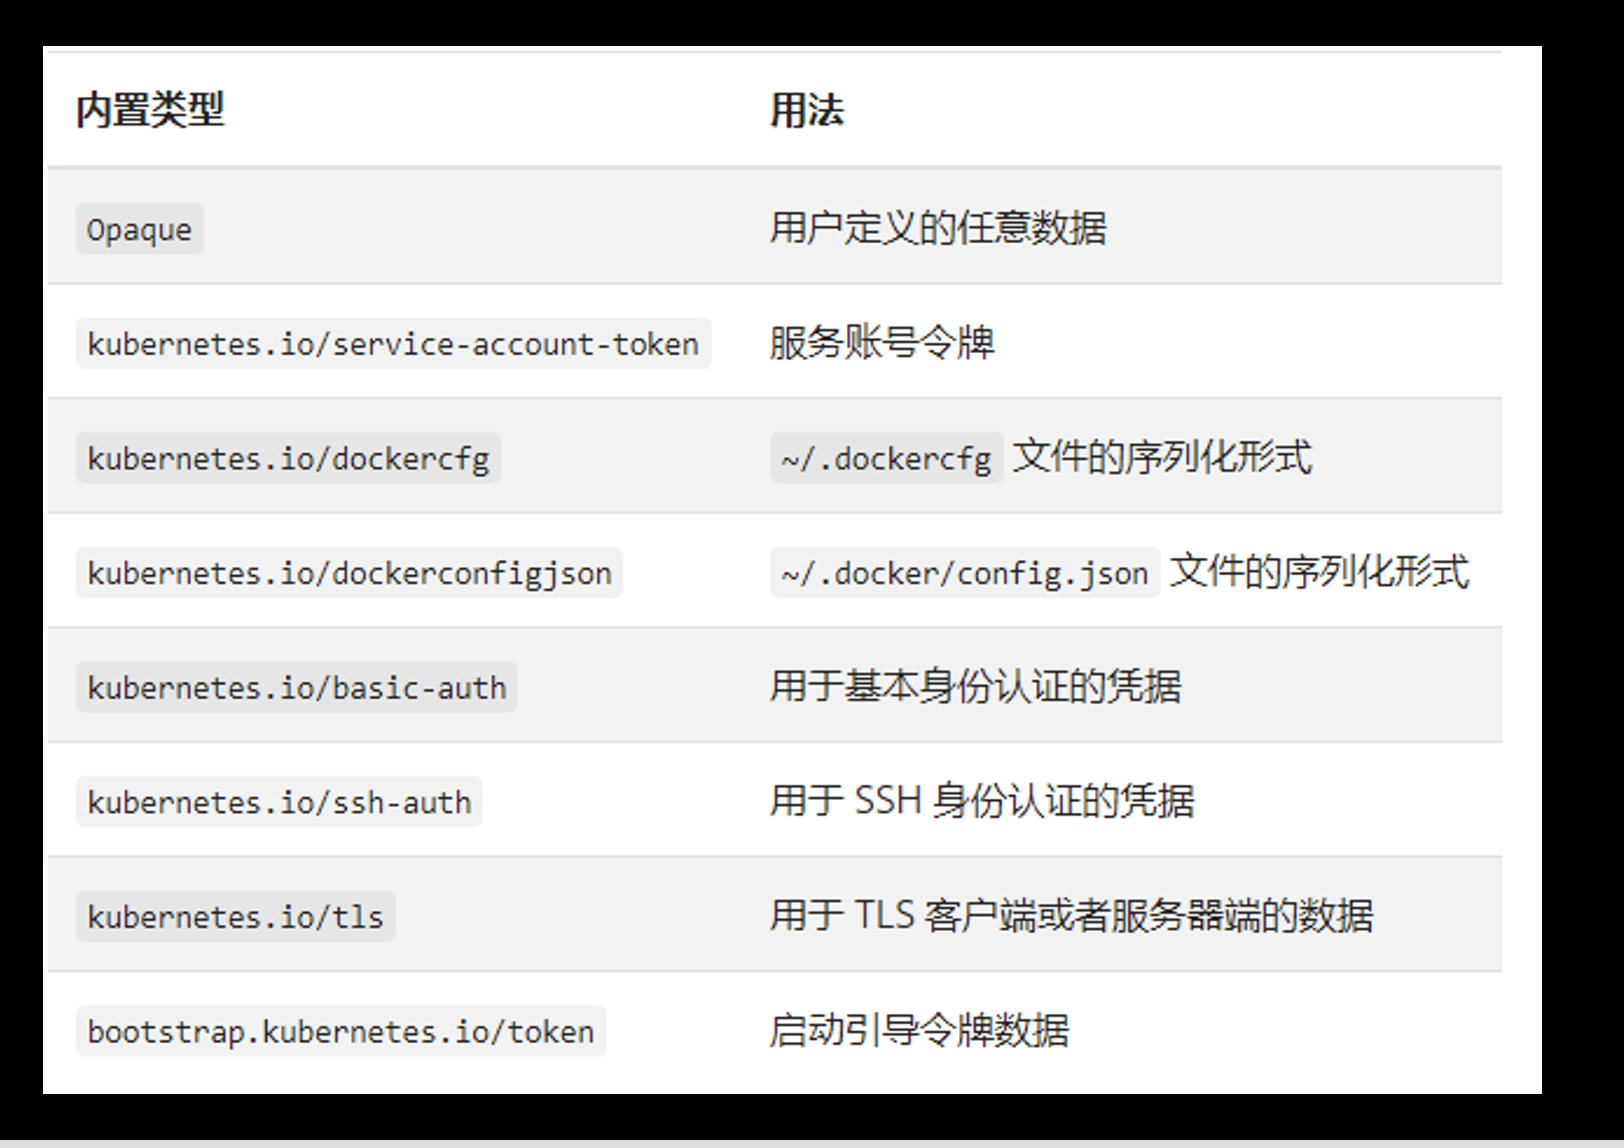 内置类型 用法
Opaque 用户定义的任意数据
kubernetes.io/service-account-token 服务账号令牌
kubernetes.io/dockercfg ~/.dockercfg 文件的序列化形式
kubernetes.io/dockerconfigjson ~/.docker/config.json 文件的序列化形式
kubernetes.io/basic-auth 用于基本身份认证的凭据
kubernetes.io/ssh-auth 用于 SSH 身份认证的凭据
kubernetes.io/tls 用于 TLS 客户端或者服务器端的数据
bootstrap.kubernetes.io/token 启动引导令牌数据